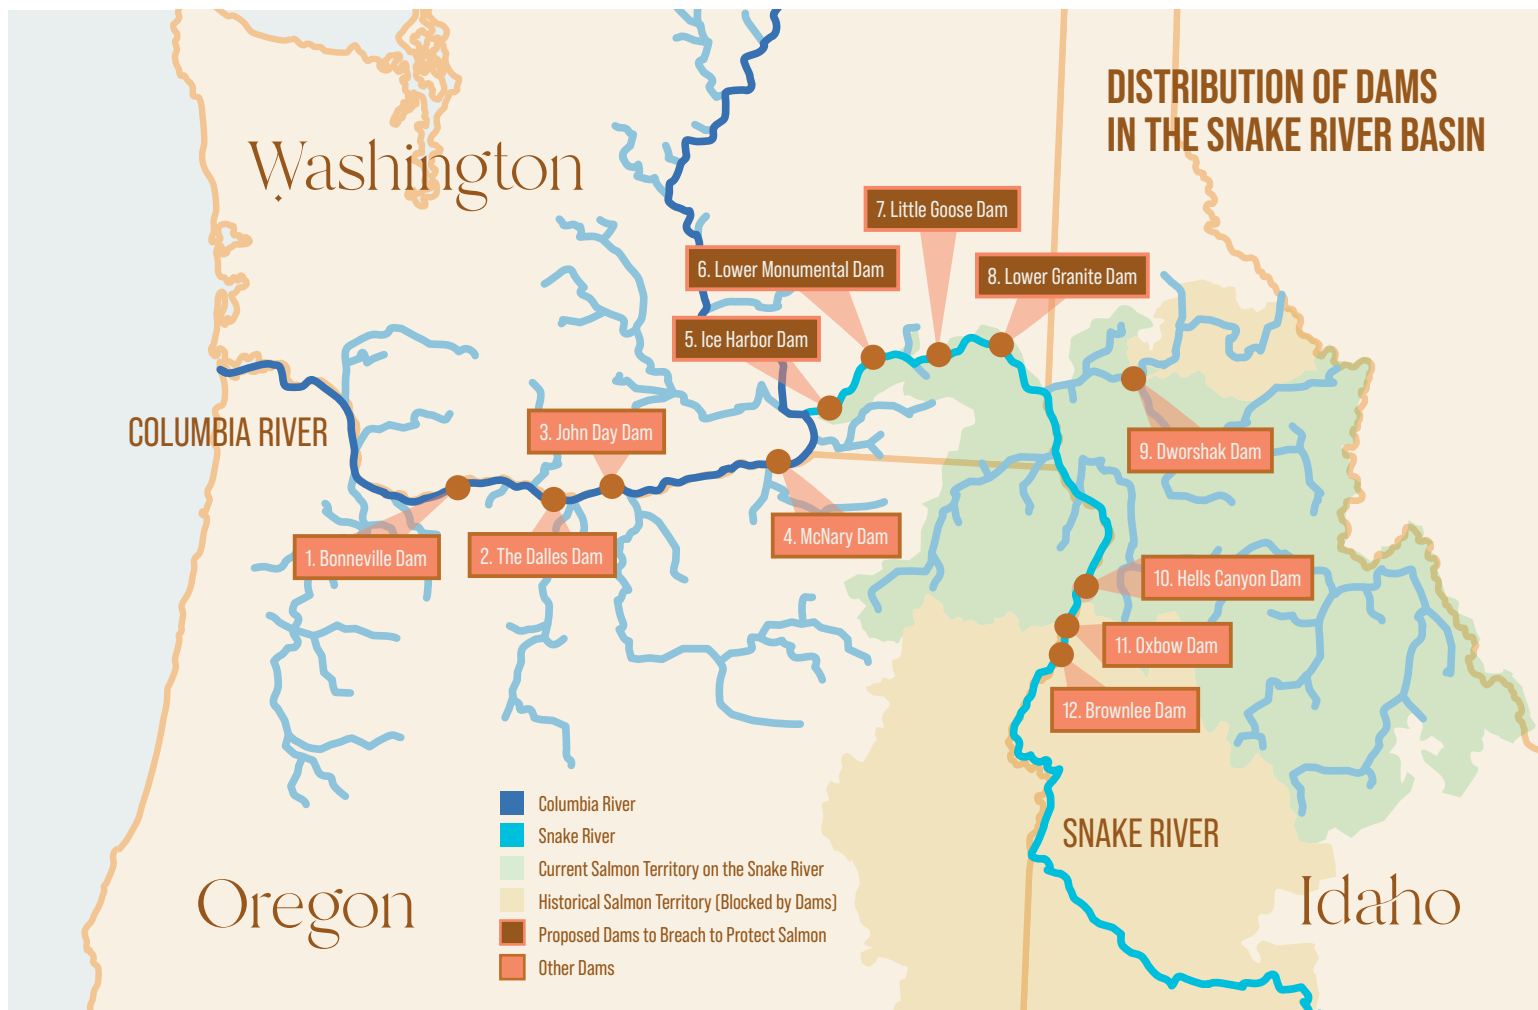 DISTRIBUTION OF DAMS
IN THE SNAKE RIVER BASIN
Washington
7. Little Goose Dam
6. Lower Monumental Dam
8. Lower Granite Dam
5. Ice Harbor Dam
COLUMBIA RIVER
3. John Day Dam
9. Dworshak Dam
4. McNary Dam
1. Bonneville Dam
2. The Dalles Dam
10. Hells Canyon Dam
11. Oxbow Dam
12. Brownlee Dam
Columbia River
Snake River
Current Salmon Territory on the Snake River
Historical Salmon Territory (Blocked by Dams)
Proposed Dams to Breach to Protect Salmon
Other Dams
SNAKE RIVER
Oregon
Idaho